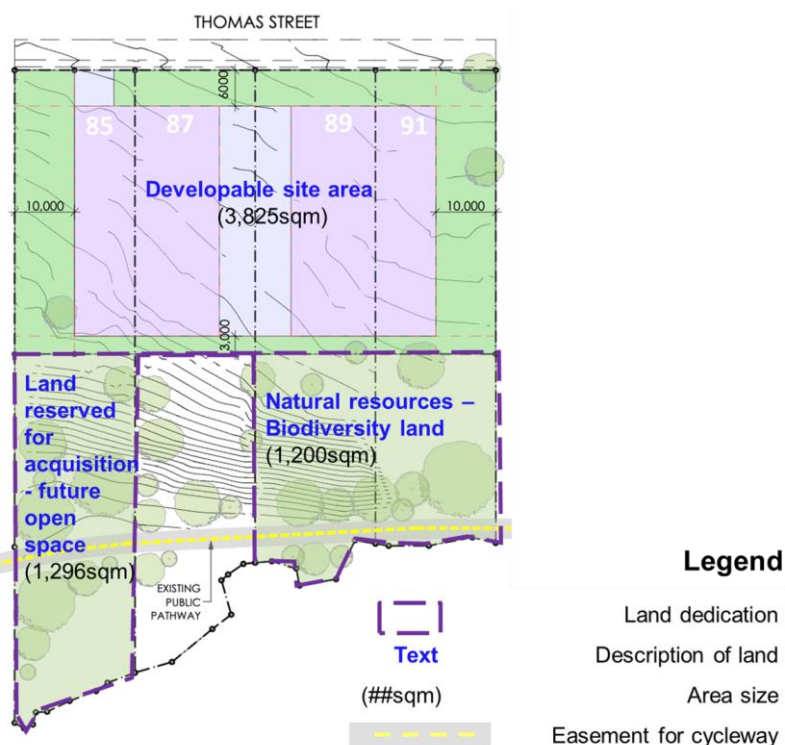 THOMAS STREET
6000
85 87 89 91
Developable site area
(3,825sqm)
10,000
10,000
3,000
Land
reserved
for
acquisition
- future
open
space
(1,296sqm)
Natural resources –
Biodiversity land
(1,200sqm)
EXISTING
PUBLIC
PATHWAY
Legend
Land dedication
Text Description of land
(##sqm) Area size
Easement for cycleway